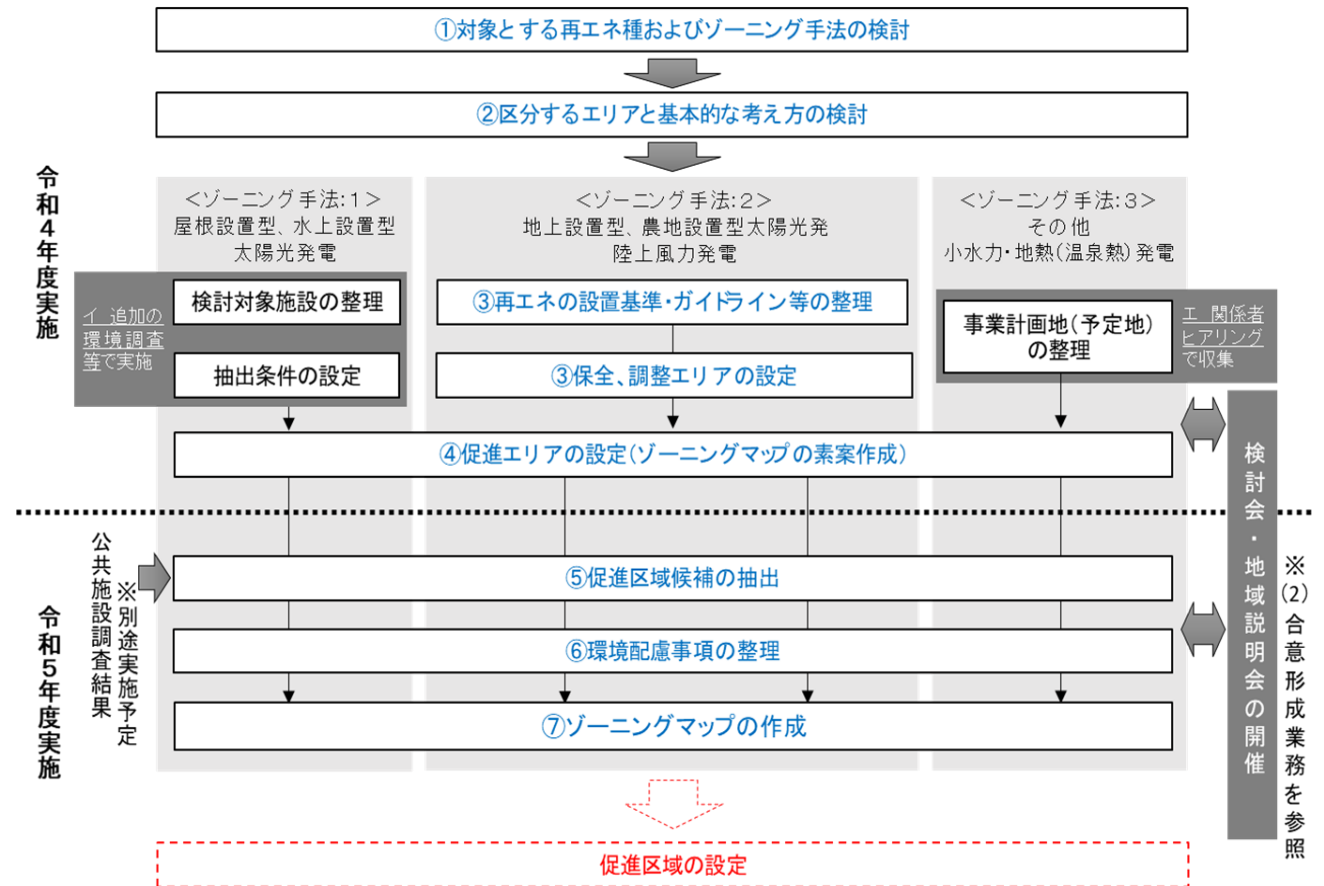 ①対象とする再エネ種およびゾーニング手法の検討
②区分するエリアと基本的な考え方の検討
令和4年度実施
<ゾーニング手法:1>
屋根設置型、水上設置型
太陽光発電
<ゾーニング手法:2>
地上設置型、農地設置型太陽光発
陸上風力発電
<ゾーニング手法:3>
その他
小水力・地熱(温泉熱)発電
イ 追加の
環境調査
等で実施
検討対象施設の整理
抽出条件の設定
③再エネの設置基準・ガイドライン等の整理
③保全、調整エリアの設定
事業計画地(予定地)
の整理
エ 関係者
ヒアリング
で収集
④促進エリアの設定(ゾーニングマップの素案作成)
検討会・地域説明会の開催
※(2)合意形成業務を参照
令和5年度実施
公共施設調査結果
※別途実施予定
⑤促進区域候補の抽出
⑥環境配慮事項の整理
⑦ゾーニングマップの作成
促進区域の設定